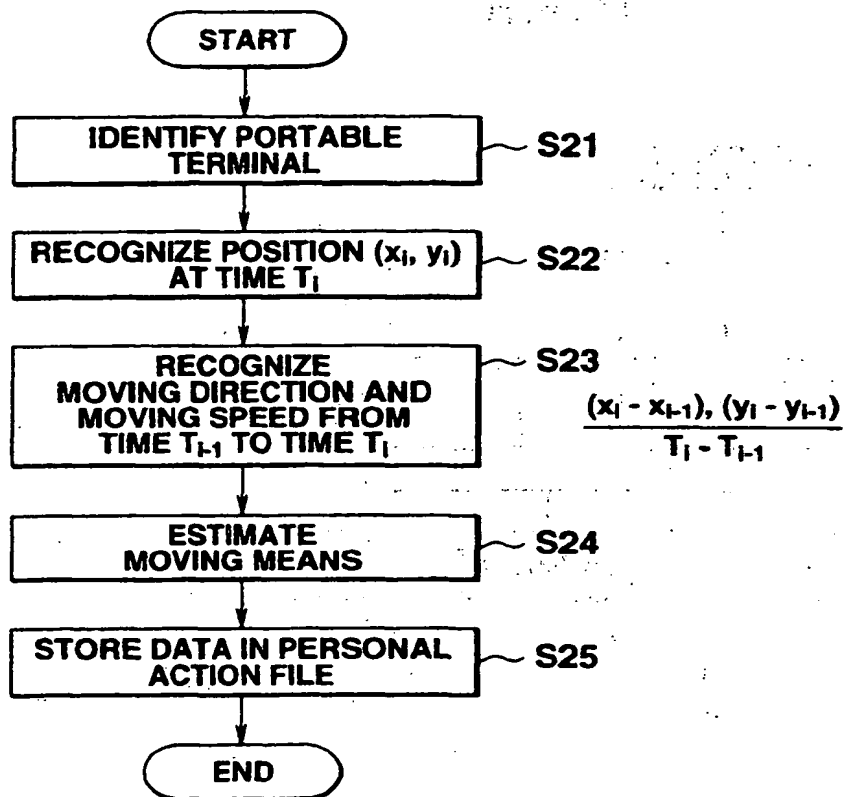 START
IDENTIFY PORTABLE
TERMINAL
S21
RECOGNIZE POSITION (xᵢ, yᵢ)
AT TIME Tᵢ
S22
RECOGNIZE
MOVING DIRECTION AND
MOVING SPEED FROM
TIME Tᵢ₋₁ TO TIME Tᵢ
S23
(xᵢ - xᵢ₋₁), (yᵢ - yᵢ₋₁)
Tᵢ - Tᵢ₋₁
ESTIMATE
MOVING MEANS
S24
STORE DATA IN PERSONAL
ACTION FILE
S25
END